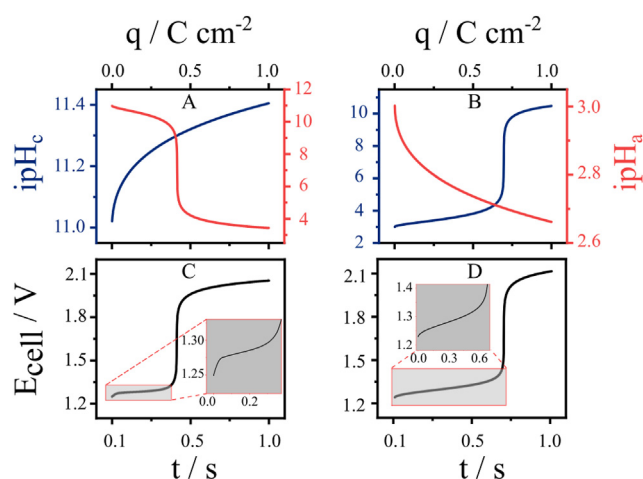 q / C cm-2 q / C cm-2
0.0 0.5 1.0 0.0 0.5 1.0
A B
11.4 11.2 11.0
ipHc
12 10 8 6 4
10 8 6 4 2
3.0 2.8 2.6
ipHa
C D
2.1 1.8 1.5 1.2
Ecell / V
1.30 1.25
0.0 0.2
2.1 1.8 1.5 1.2
1.4 1.3 1.2
0.0 0.3 0.6
0.1 0.5 1.0 0.1 0.5 1.0
t / s t / s